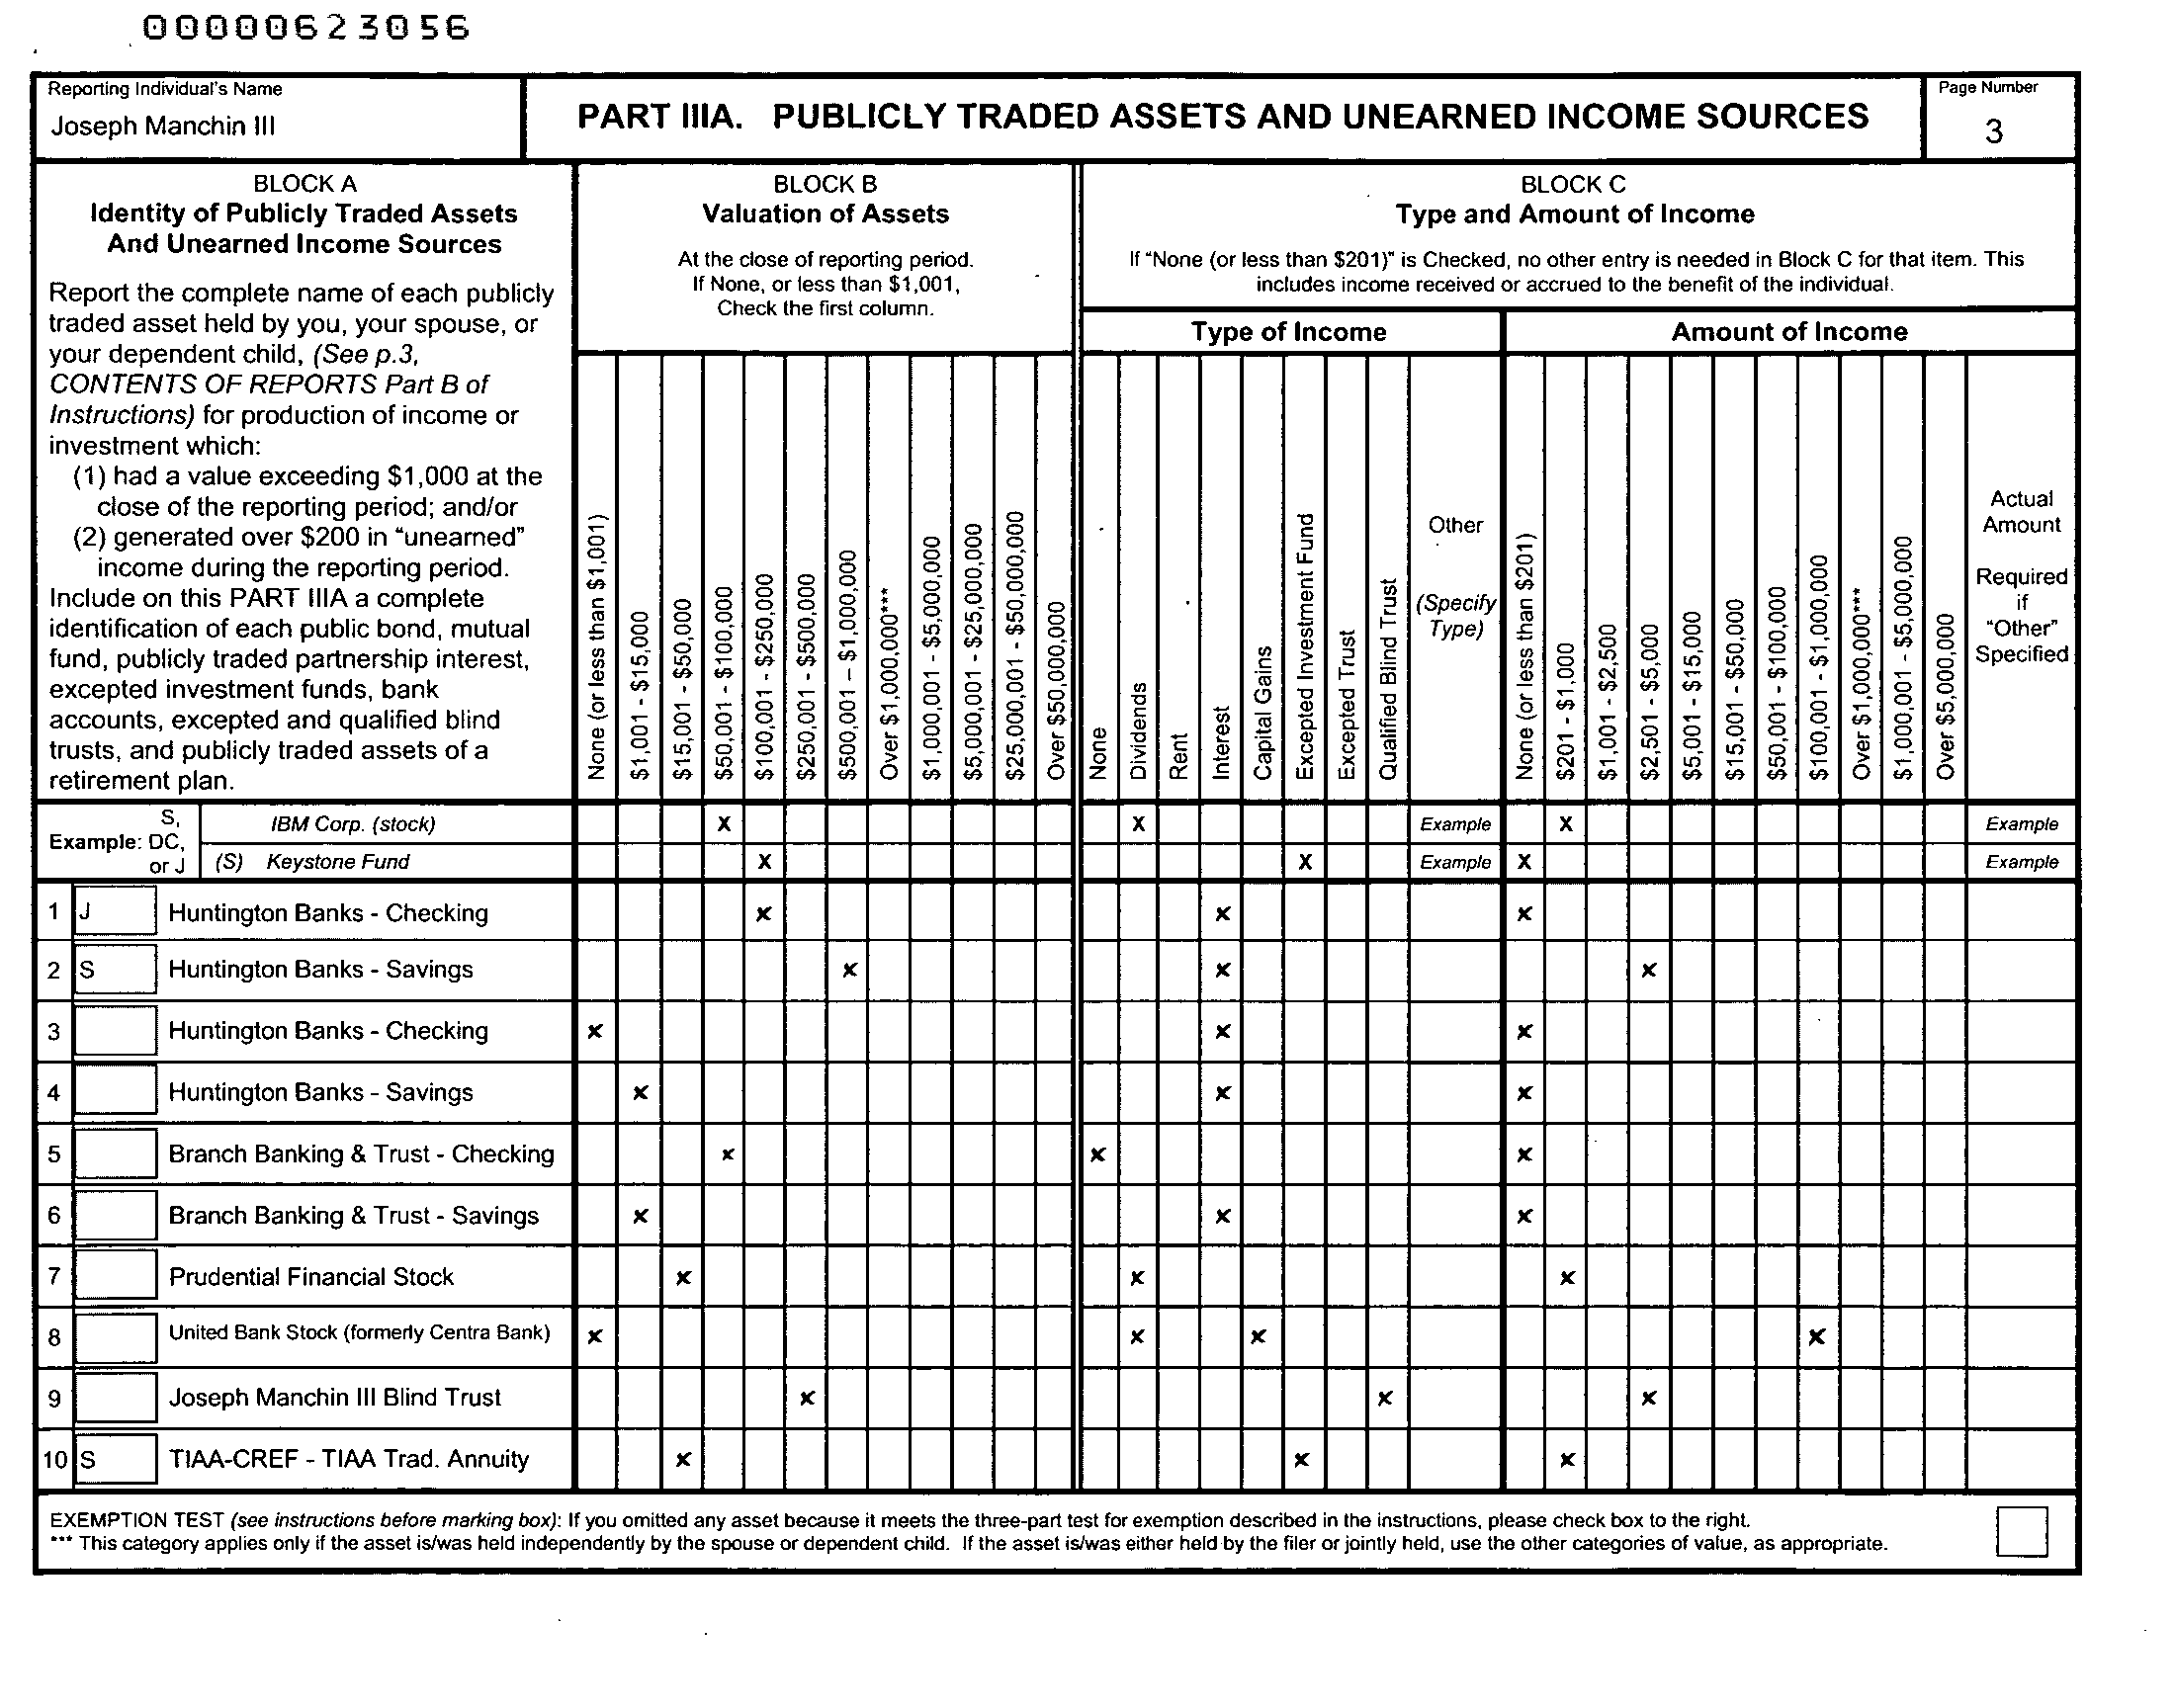 00000623056
Reporting Individual's Name
Joseph Manchin III
PART IIIA. PUBLICLY TRADED ASSETS AND UNEARNED INCOME SOURCES
Page Number
3
BLOCK A
Identity of Publicly Traded Assets
And Unearned Income Sources
Report the complete name of each publicly
traded asset held by you, your spouse, or
your dependent child, (See p.3,
CONTENTS OF REPORTS Part B of
Instructions) for production of income or
investment which:
(1) had a value exceeding $1,000 at the
close of the reporting period; and/or
(2) generated over $200 in "unearned"
income during the reporting period.
Include on this PART IIIA a complete
identification of each public bond, mutual
fund, publicly traded partnership interest,
excepted investment funds, bank
accounts, excepted and qualified blind
trusts, and publicly traded assets of a
retirement plan.
BLOCK B
Valuation of Assets
At the close of reporting period.
If None, or less than $1,001,
Check the first column.
None (or less than $1,001)
$1,001 - $15,000
$15,001 - $50,000
$50,001 - $100,000
$100,001 - $250,000
$250,001 - $500,000
$500,001 – $1,000,000
Over $1,000,000***
$1,000,001 - $5,000,000
$5,000,001 - $25,000,000
$25,000,001 - $50,000,000
Over $50,000,000
BLOCK C
Type and Amount of Income
If "None (or less than $201)" is Checked, no other entry is needed in Block C for that item. This
includes income received or accrued to the benefit of the individual.
Type of Income
None
Dividends
Rent
Interest
Capital Gains
Excepted Investment Fund
Excepted Trust
Qualified Blind Trust
Other
(Specify
Type)
Amount of Income
None (or less than $201)
$201 - $1,000
$1,001 - $2,500
$2,501 - $5,000
$5,001 - $15,000
$15,001 - $50,000
$50,001 - $100,000
$100,001 - $1,000,000
Over $1,000,000***
$1,000,001 - $5,000,000
Over $5,000,000
Actual
Amount
Required
if
"Other"
Specified
Example: S, DC, or J
IBM Corp. (stock) X X Example X Example
(S) Keystone Fund X X Example X Example
1 J Huntington Banks - Checking x x x
2 S Huntington Banks - Savings x x x
3 Huntington Banks - Checking x x x
4 Huntington Banks - Savings x x x
5 Branch Banking & Trust - Checking x x x
6 Branch Banking & Trust - Savings x x x
7 Prudential Financial Stock x x x
8 United Bank Stock (formerly Centra Bank) x x x x
9 Joseph Manchin III Blind Trust x x x
10 S TIAA-CREF - TIAA Trad. Annuity x x x
EXEMPTION TEST (see instructions before marking box): If you omitted any asset because it meets the three-part test for exemption described in the instructions, please check box to the right.
*** This category applies only if the asset is/was held independently by the spouse or dependent child. If the asset is/was either held by the filer or jointly held, use the other categories of value, as appropriate.